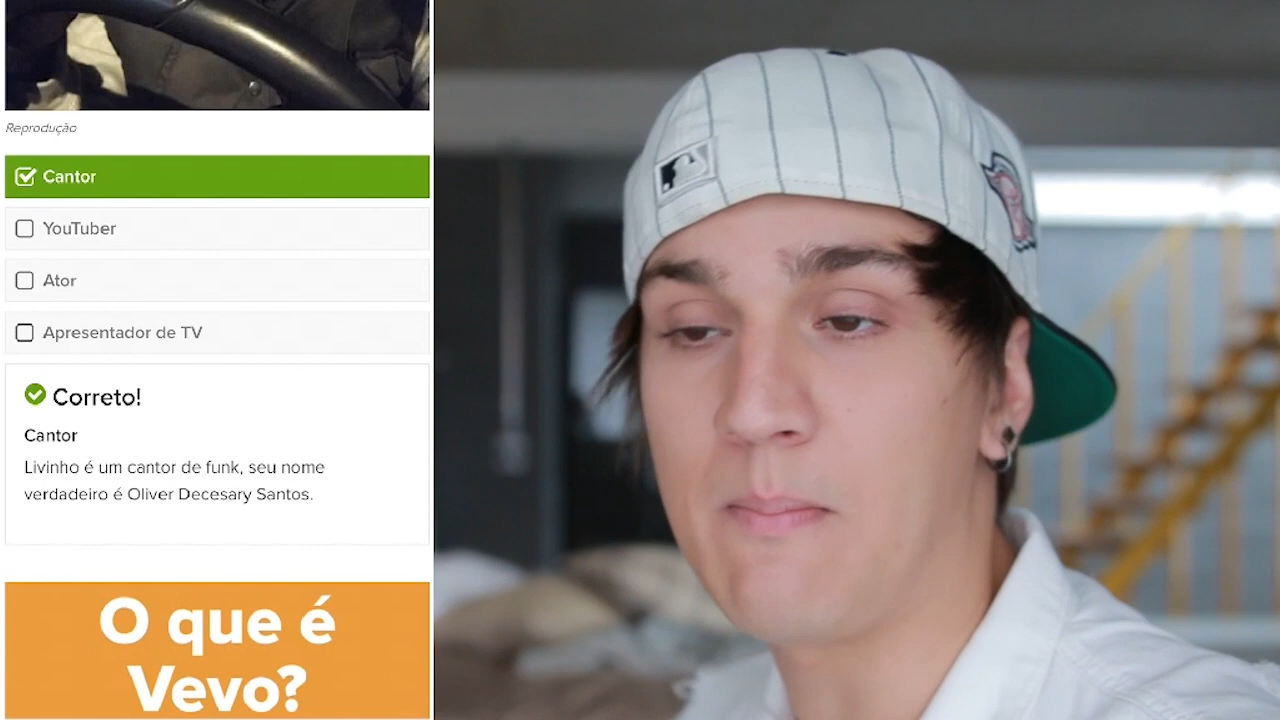 Reprodução
Cantor
YouTuber
Ator
Apresentador de TV
Correto!
Cantor
Livinho é um cantor de funk, seu nome
verdadeiro é Oliver Decesary Santos.
O que é
Vevo?